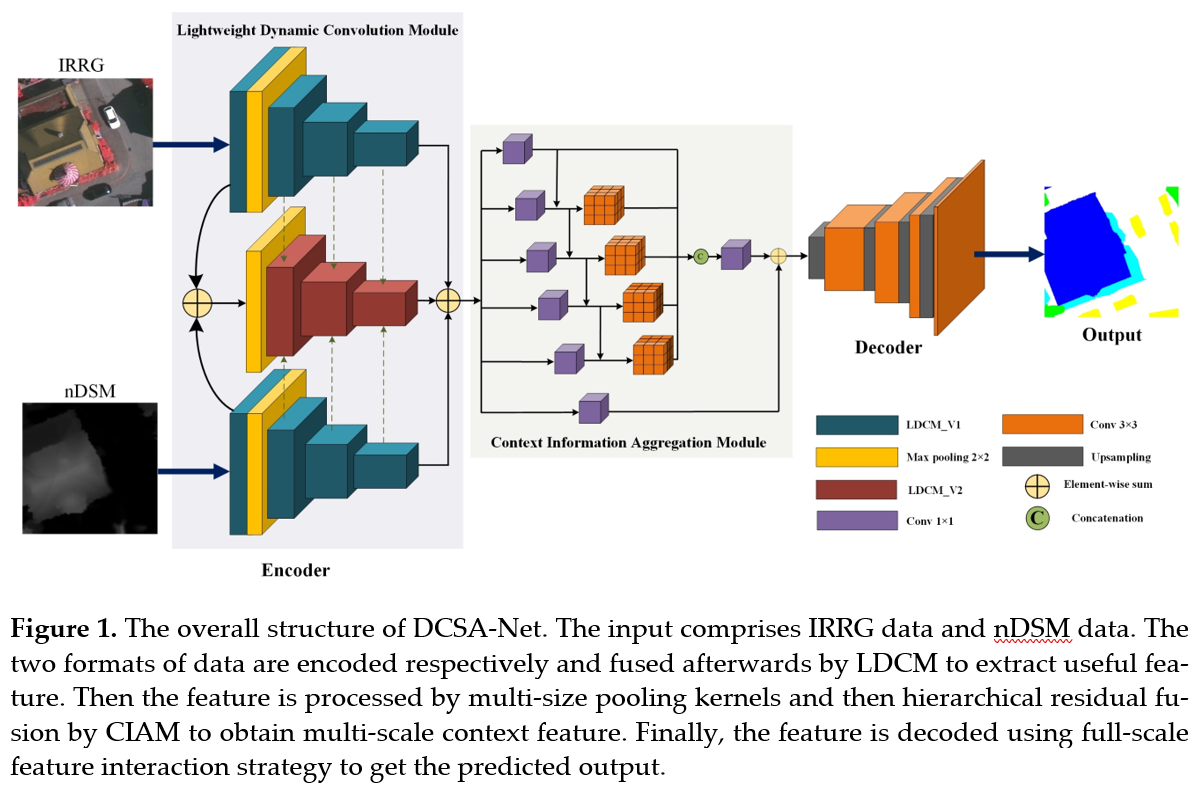 Lightweight Dynamic Convolution Module
IRRG
nDSM
Encoder
C
Context Information Aggregation Module
Decoder
Output
LDCM_V1
Conv 3×3
Max pooling 2×2
Upsampling
LDCM_V2
Element-wise sum
Conv 1×1
C
Concatenation
Figure 1. The overall structure of DCSA-Net. The input comprises IRRG data and nDSM data. The
two formats of data are encoded respectively and fused afterwards by LDCM to extract useful fea-
ture. Then the feature is processed by multi-size pooling kernels and then hierarchical residual fu-
sion by CIAM to obtain multi-scale context feature. Finally, the feature is decoded using full-scale
feature interaction strategy to get the predicted output.